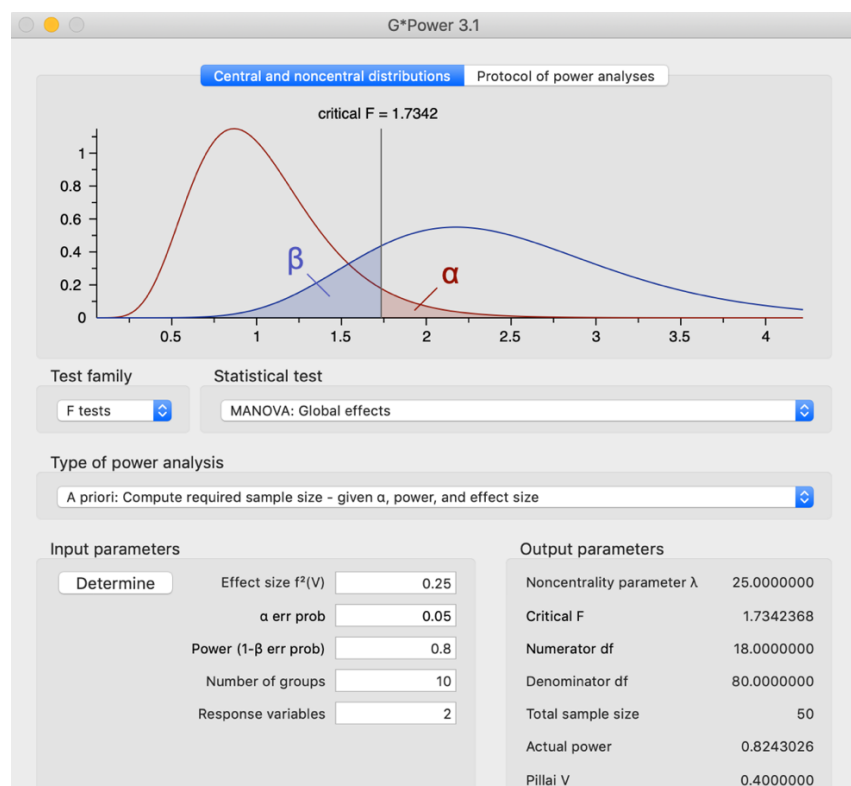 G*Power 3.1
Central and noncentral distributions Protocol of power analyses
critical F = 1.7342
1
0.8
0.6
0.4
0.2
0
β
α
0.5 1 1.5 2 2.5 3 3.5 4
Test family Statistical test
F tests MANOVA: Global effects
Type of power analysis
A priori: Compute required sample size - given α, power, and effect size
Input parameters Output parameters
Determine Effect size f²(V) 0.25 Noncentrality parameter λ 25.0000000
α err prob 0.05 Critical F 1.7342368
Power (1-β err prob) 0.8 Numerator df 18.0000000
Number of groups 10 Denominator df 80.0000000
Response variables 2 Total sample size 50
Actual power 0.8243026
Pillai V 0.4000000